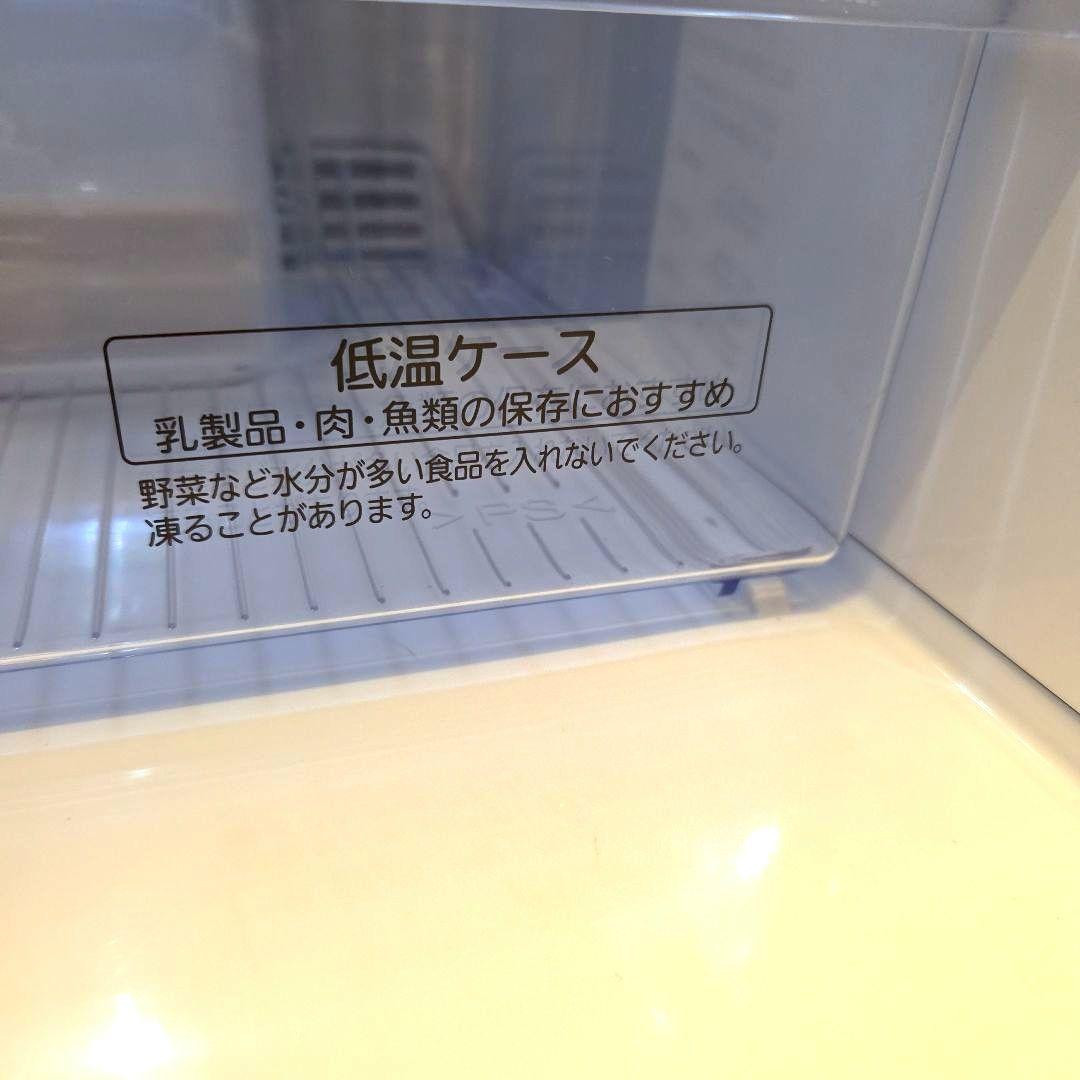 低温ケース
乳製品・肉・魚類の保存におすすめ
野菜など水分が多い食品を入れないでください。
凍ることがあります。
>PS<